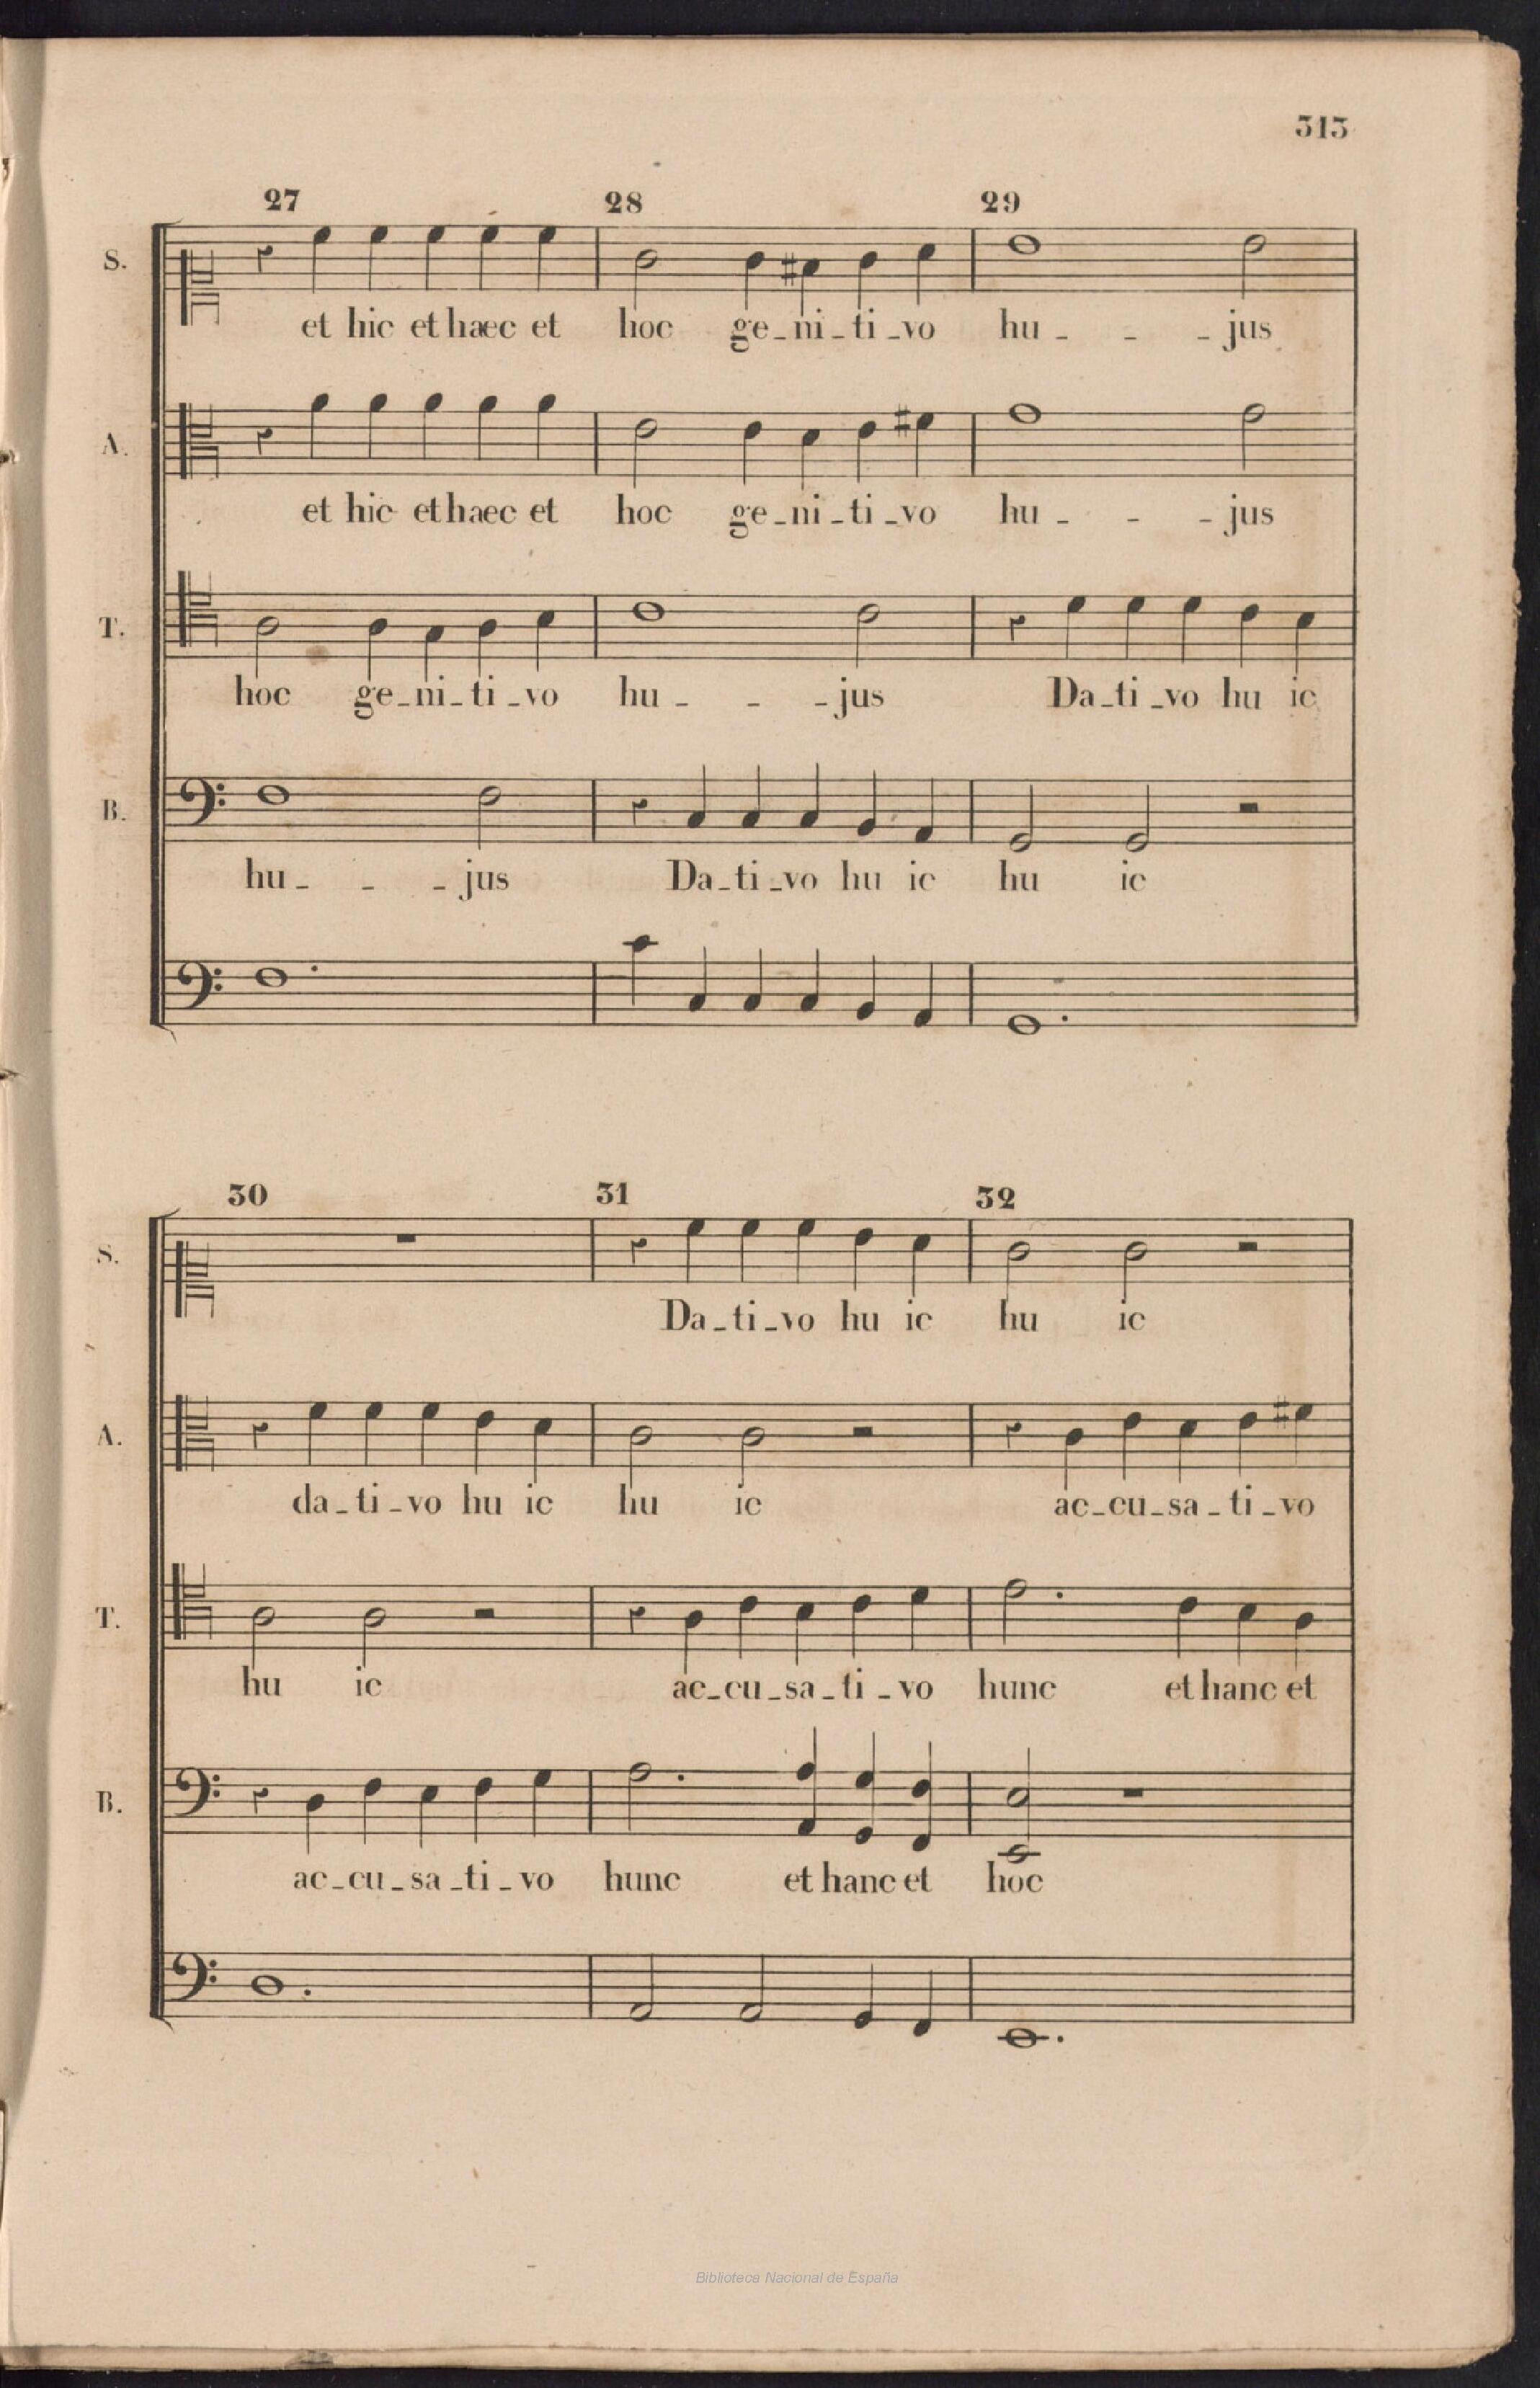 313
27 28 29
S.
et hic et hæc et hoc ge_ni_ti_vo hu_ _ _jus
A.
et hic et haec et hoc ge_ni_ti_vo hu_ _ _jus
T.
hoc ge_ni_ti_vo hu_ _ _jus Da_ti_vo hu ic
B.
hu_ _ _jus Da_ti_vo hu ic hu ic
30 31 32
S.
Da_ti_vo hu ic hu ic
A.
da_ti_vo hu ic hu ic ac_cu_sa_ti_vo
T.
hu ic ac_cu_sa_ti_vo hunc et hanc et
B.
ac_cu_sa_ti_vo hunc et hanc et hoc
Biblioteca Nacional de España